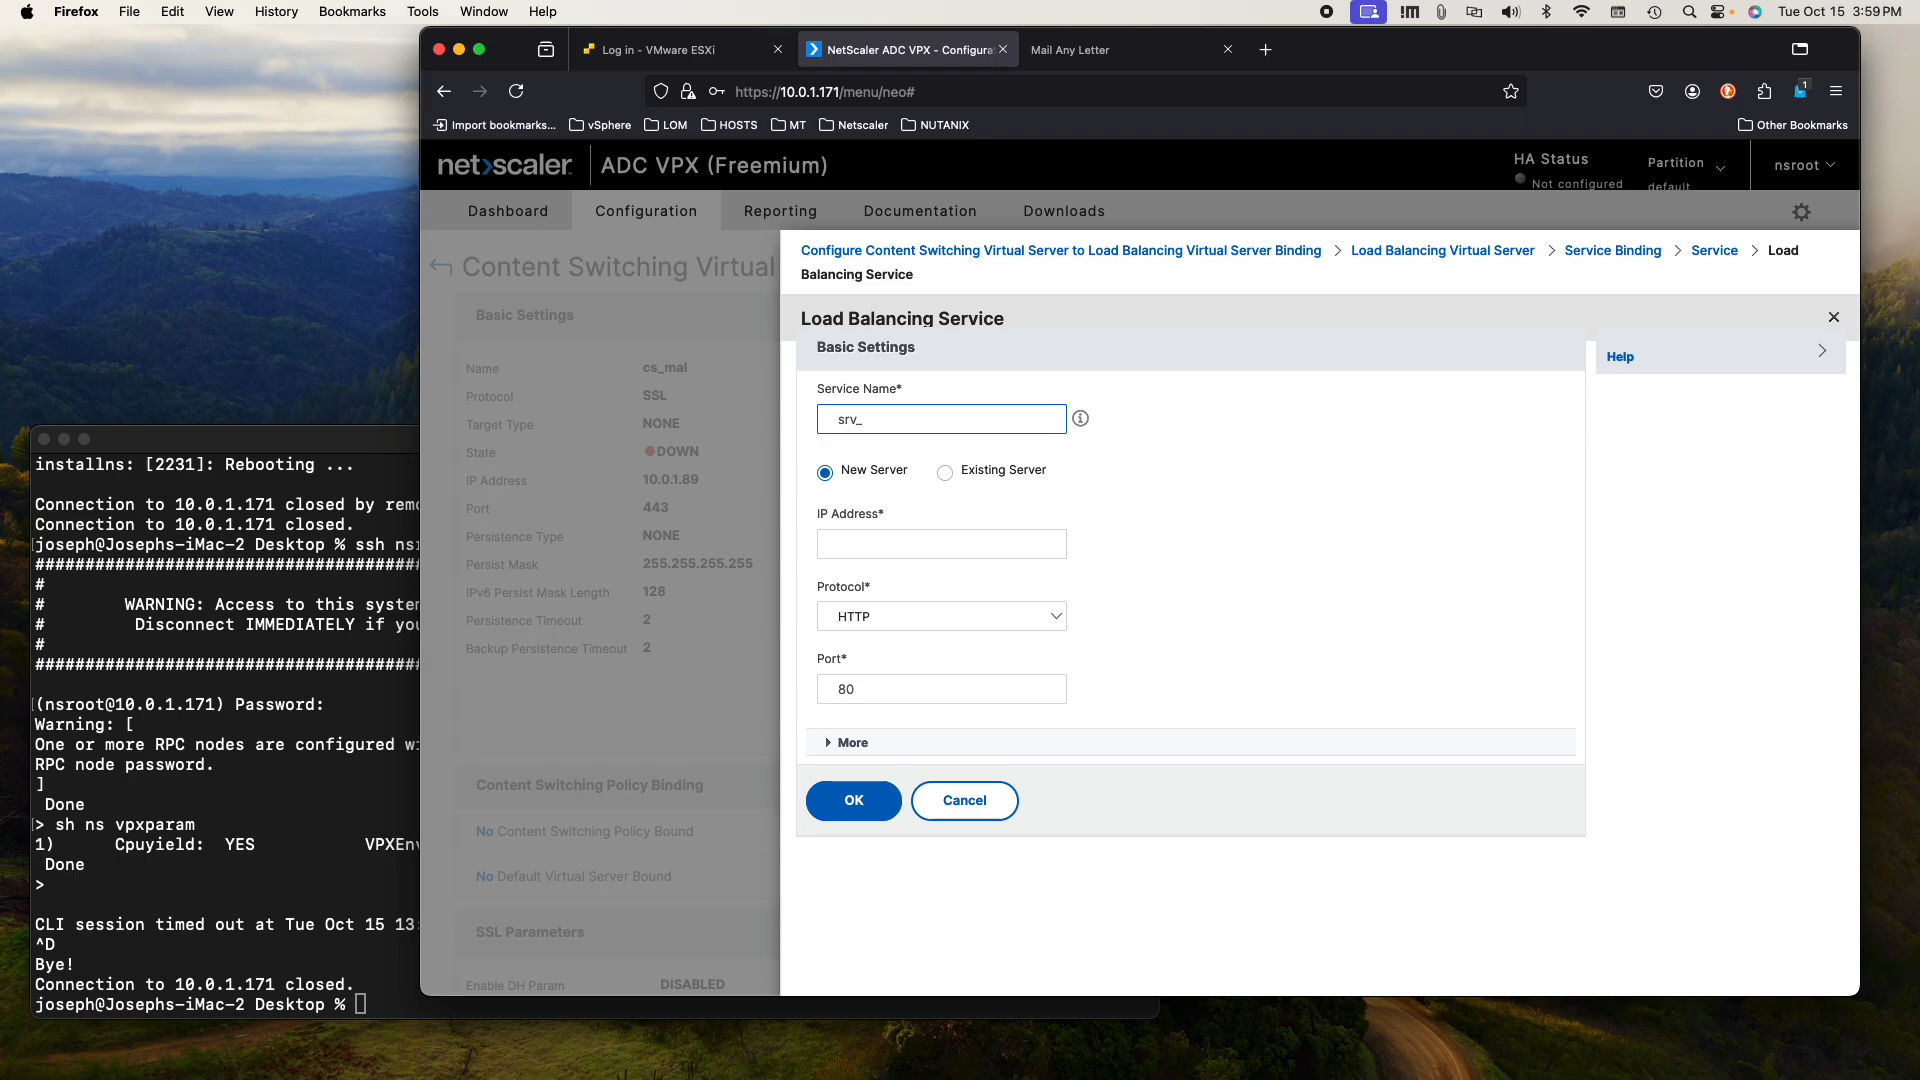 Firefox File Edit View History Bookmarks Tools Window Help Tue Oct 15 3:59 PM
Log in - VMware ESXi NetScaler ADC VPX - Configura Mail Any Letter
https://10.0.1.171/menu/neo# 1
Import bookmarks... vSphere LOM HOSTS MT Netscaler NUTANIX Other Bookmarks
net>scaler ADC VPX (Freemium)
HA Status
Not configured
Partition
default
nsroot
Dashboard Configuration Reporting Documentation Downloads
Content Switching Virtual
Basic Settings
Name cs_mal
Protocol SSL
Target Type NONE
State DOWN
IP Address 10.0.1.89
Port 443
Persistence Type NONE
Persist Mask 255.255.255.255
IPv6 Persist Mask Length 128
Persistence Timeout 2
Backup Persistence Timeout 2
Content Switching Policy Binding
No Content Switching Policy Bound
No Default Virtual Server Bound
SSL Parameters
Enable DH Param DISABLED
Configure Content Switching Virtual Server to Load Balancing Virtual Server Binding > Load Balancing Virtual Server > Service Binding > Service > Load
Balancing Service
Load Balancing Service
Basic Settings
Help
Service Name*
srv_
New Server Existing Server
IP Address*
Protocol*
HTTP
Port*
80
More
OK Cancel
installns: [2231]: Rebooting ...
Connection to 10.0.1.171 closed by remo
Connection to 10.0.1.171 closed.
[joseph@Josephs-iMac-2 Desktop % ssh nsr
#######################################
#
# WARNING: Access to this system
# Disconnect IMMEDIATELY if you
#
#######################################
[(nsroot@10.0.1.171) Password:
Warning: [
One or more RPC nodes are configured wi
RPC node password.
]
Done
[> sh ns vpxparam
1) Cpuyield: YES VPXEnv
Done
>
CLI session timed out at Tue Oct 15 13:
^D
Bye!
Connection to 10.0.1.171 closed.
joseph@Josephs-iMac-2 Desktop %